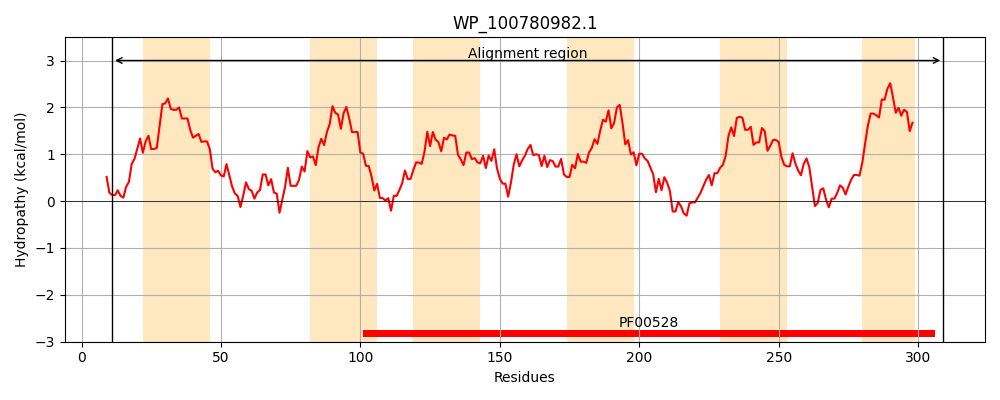 WP_100780982.1
Alignment region
3
2
1
0
−1
−2
−3
Hydropathy (kcal/mol)
PF00528
0 50 100 150 200 250 300
Residues